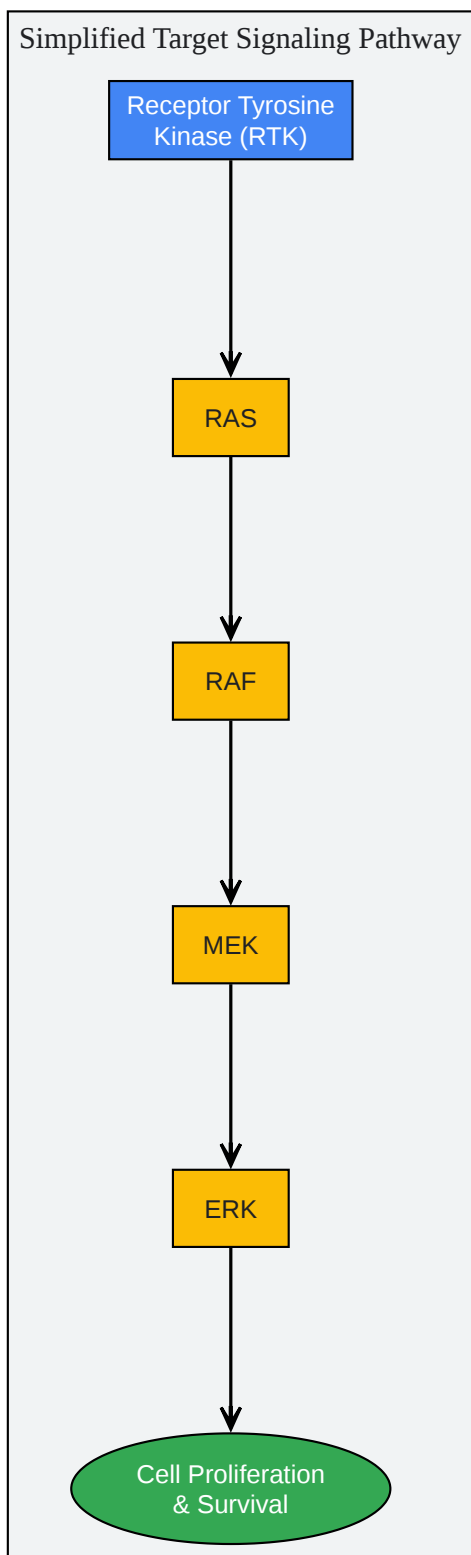 Simplified Target Signaling Pathway
Receptor Tyrosine
Kinase (RTK)
RAS
RAF
MEK
ERK
Cell Proliferation
& Survival